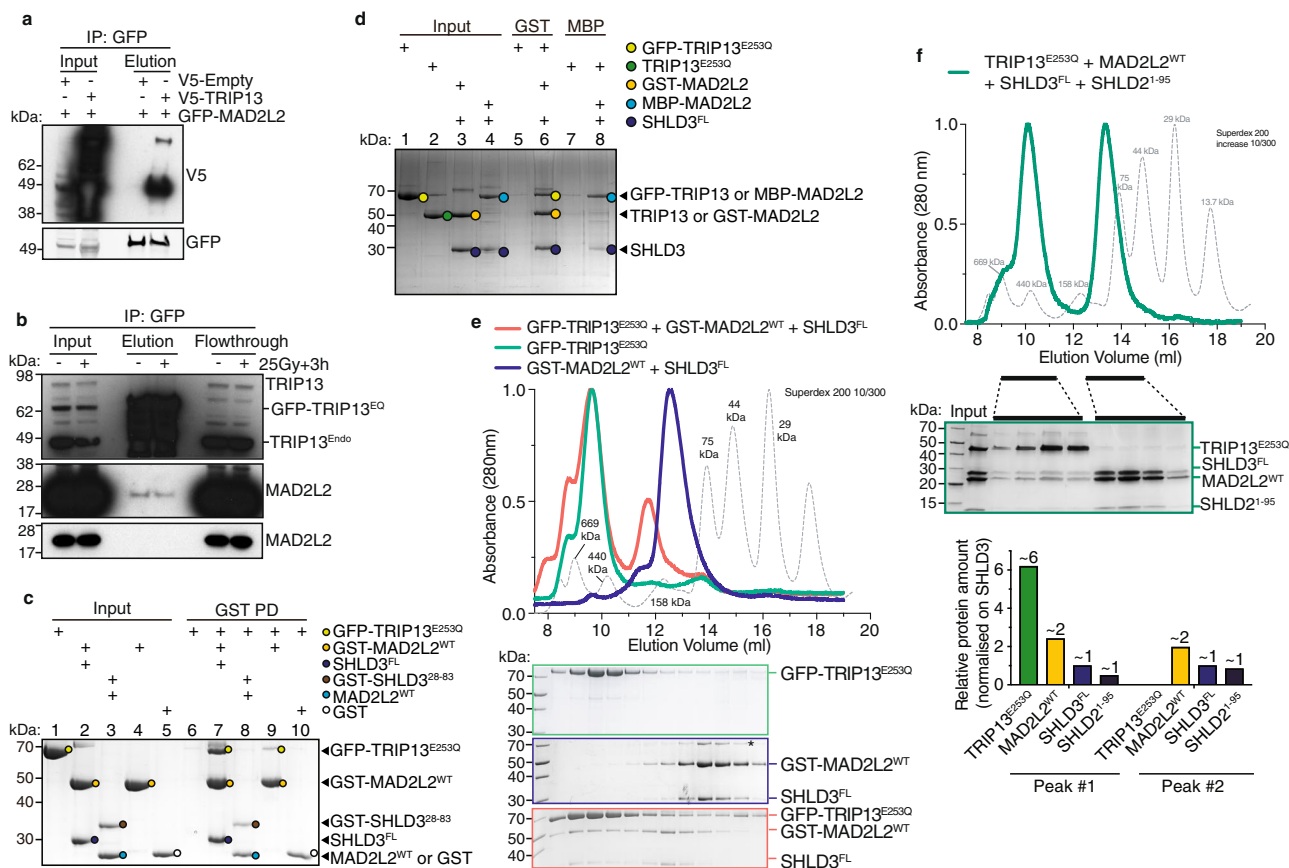 a
IP: GFP
Input Elution
+ - + - V5-Empty
- + - + V5-TRIP13
kDa: + + + + GFP-MAD2L2
62
49
38
V5
49
GFP
b
IP: GFP
Input Elution Flowthrough
kDa: - + - + - + 25Gy+3h
98
62
49
38
TRIP13
GFP-TRIP13EQ
TRIP13Endo
38
28
17
MAD2L2
28
17
MAD2L2
c
Input GST PD
+ + + + + + GFP-TRIP13E253Q
+ + + + GST-MAD2L2WT
+ + SHLD3FL
+ + GST-SHLD328-83
+ + MAD2L2WT
+ + GST
kDa: 1 2 3 4 5 6 7 8 9 10
70
50
30
GFP-TRIP13E253Q
GST-MAD2L2WT
GST-SHLD328-83
SHLD3FL
MAD2L2WT or GST
d
Input GST MBP
+ + + GFP-TRIP13E253Q
+ + + TRIP13E253Q
+ + GST-MAD2L2
+ + MBP-MAD2L2
+ + + + SHLD3FL
kDa: 1 2 3 4 5 6 7 8
70
50
30
GFP-TRIP13 or MBP-MAD2L2
TRIP13 or GST-MAD2L2
SHLD3
e
GFP-TRIP13E253Q + GST-MAD2L2WT + SHLD3FL
GFP-TRIP13E253Q
GST-MAD2L2WT + SHLD3FL
Superdex 200 10/300
Absorbance (280nm)
1.0
0.5
0.0
669 kDa
440 kDa
158 kDa
75 kDa
44 kDa
29 kDa
8 10 12 14 16 18 20
Elution Volume (ml)
kDa:
70
50
30
GFP-TRIP13E253Q
70
50
30
*
GST-MAD2L2WT
SHLD3FL
70
50
30
GFP-TRIP13E253Q
GST-MAD2L2WT
SHLD3FL
f
TRIP13E253Q + MAD2L2WT
+ SHLD3FL + SHLD21-95
Superdex 200
increase 10/300
Absorbance (280 nm)
1.0
0.5
0.0
669 kDa
440 kDa
158 kDa
75 kDa
44 kDa
29 kDa
13.7 kDa
8 10 12 14 16 18 20
Elution Volume (ml)
kDa: Input
70
50
30
20
15
TRIP13E253Q
SHLD3FL
MAD2L2WT
SHLD21-95
Relative protein amount
(normalised on SHLD3)
8
6
4
2
0
~6
~2
~1
~1
~2
~1
~1
TRIP13E253Q
MAD2L2WT
SHLD3FL
SHLD21-95
TRIP13E253Q
MAD2L2WT
SHLD3FL
SHLD21-95
Peak #1
Peak #2